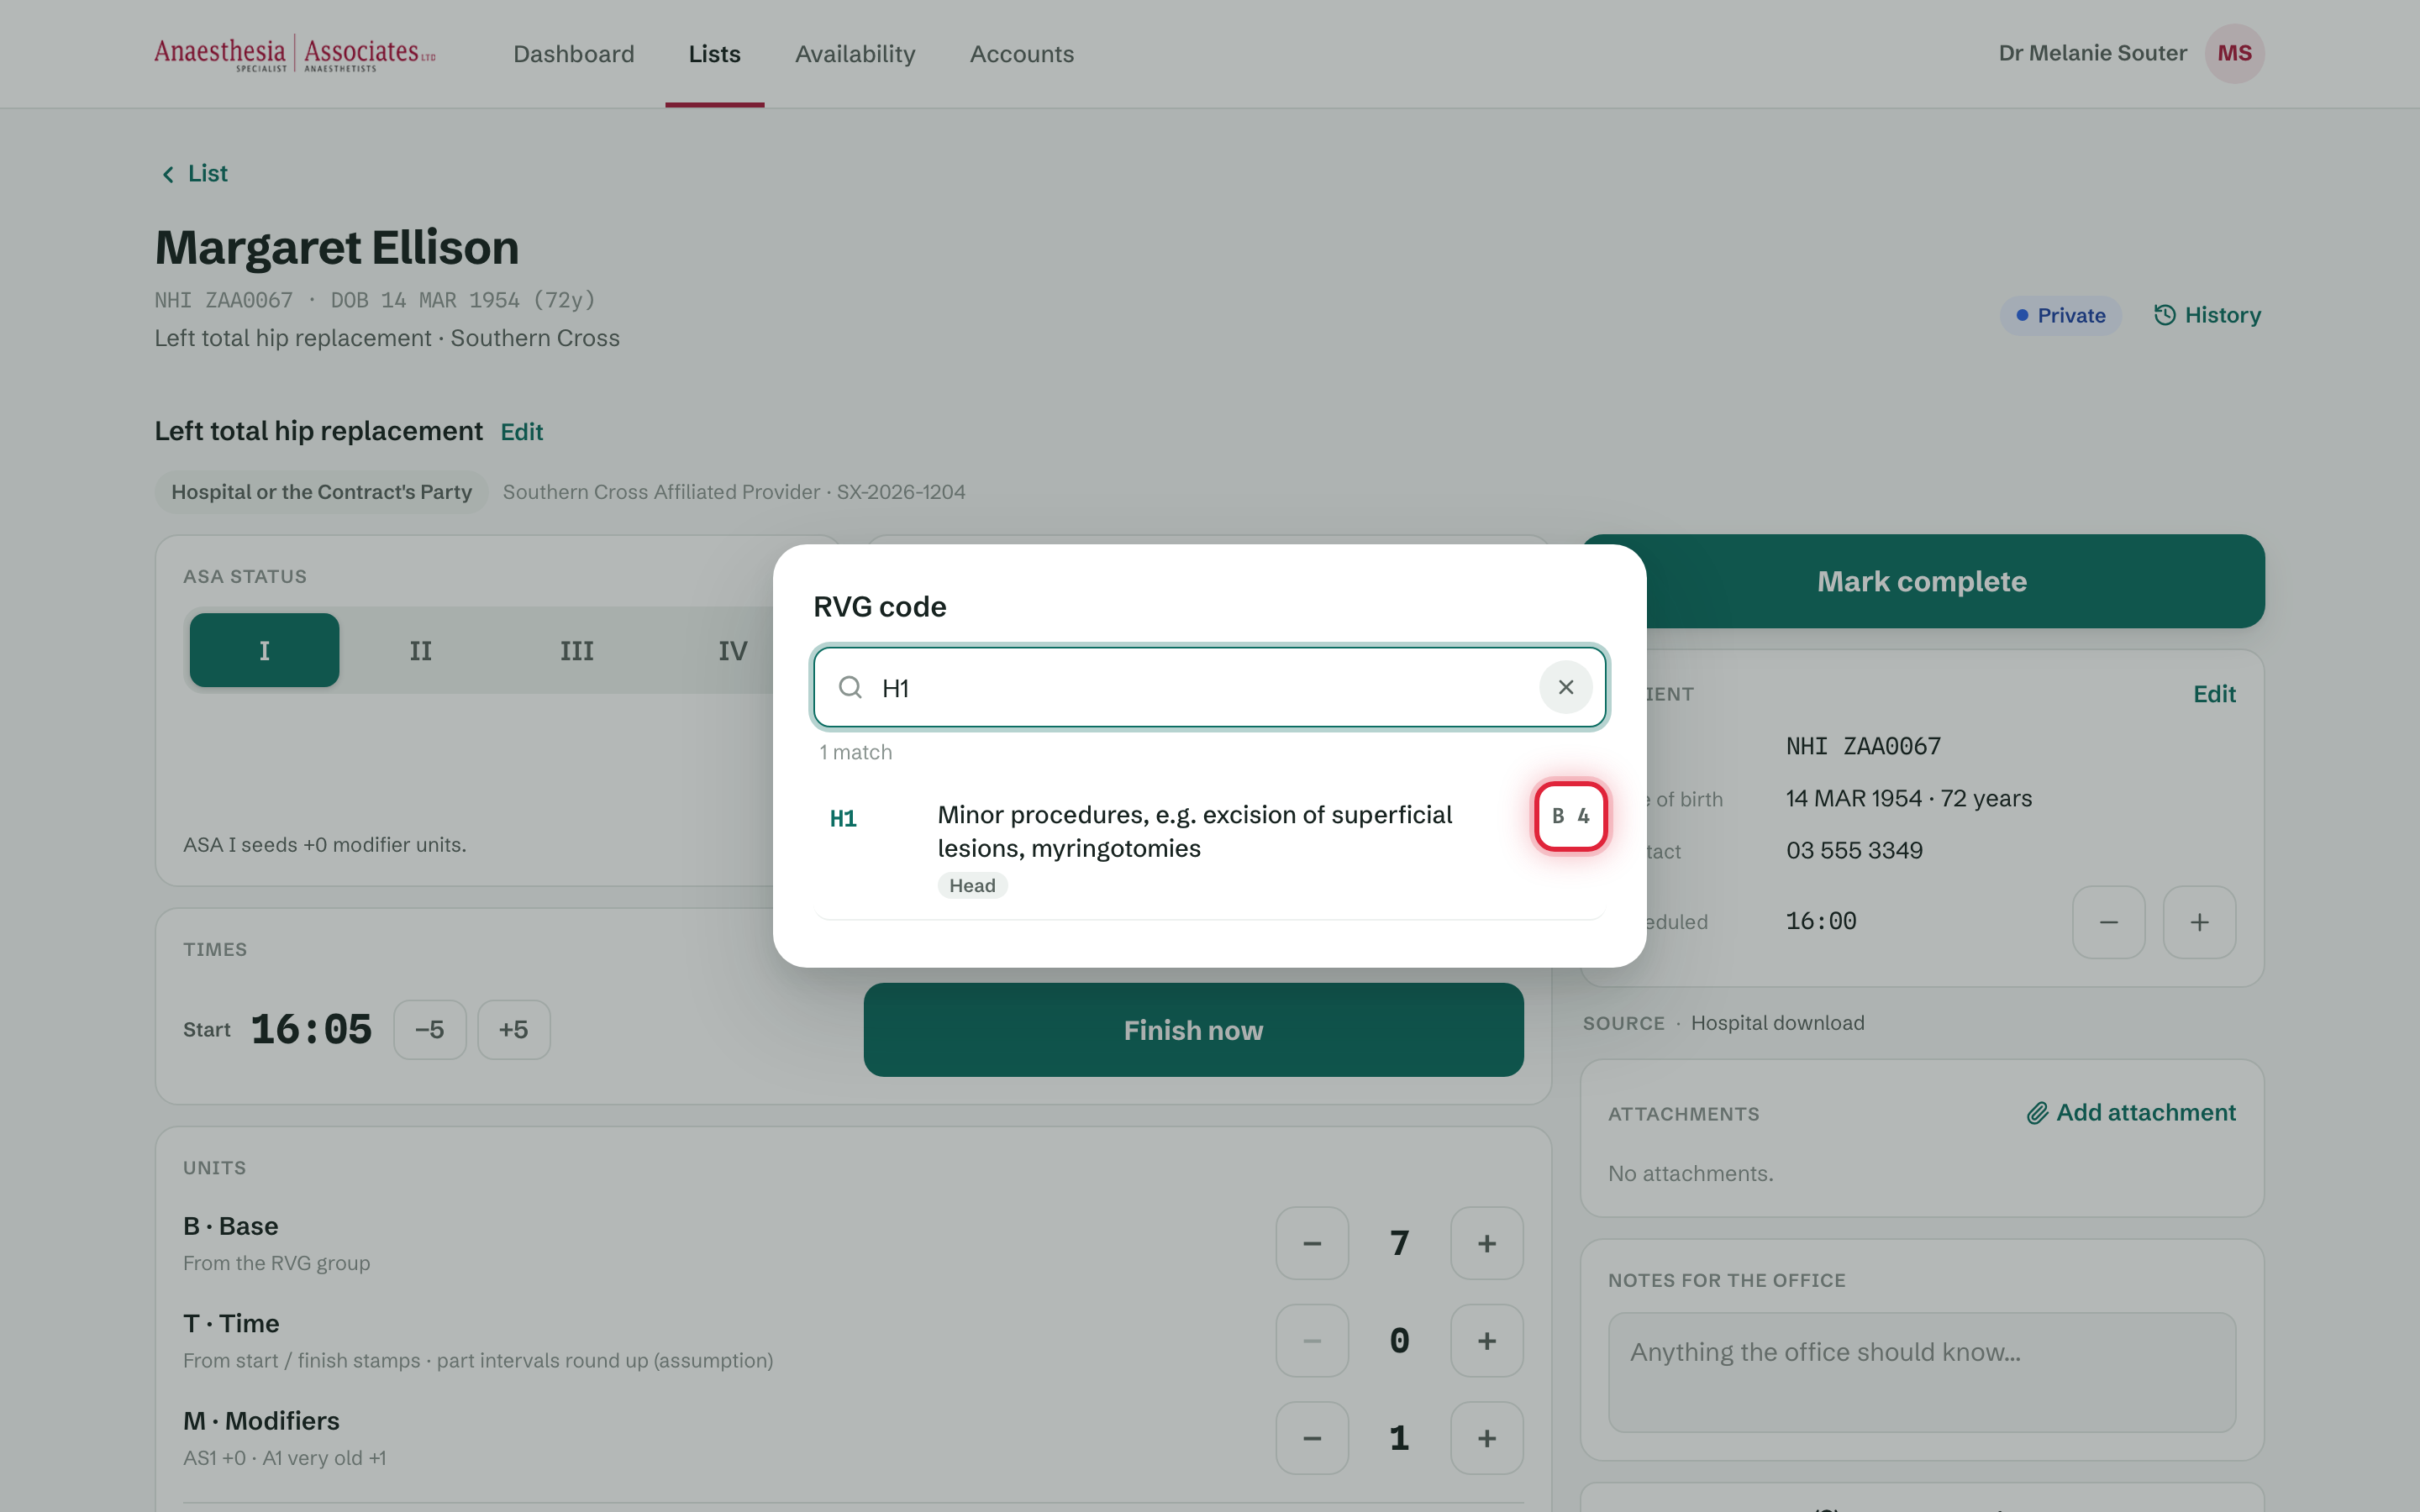 Anaesthesia Associates LTD
SPECIALIST ANAESTHETISTS
Dashboard
Lists
Availability
Accounts
Dr Melanie Souter
MS
List
Margaret Ellison
NHI ZAA0067 · DOB 14 MAR 1954 (72y)
Left total hip replacement · Southern Cross
Private
History
Left total hip replacement
Edit
Hospital or the Contract's Party
Southern Cross Affiliated Provider · SX-2026-1204
ASA STATUS
I
II
III
IV
ASA I seeds +0 modifier units.
RVG code
H1
1 match
H1
Minor procedures, e.g. excision of superficial
lesions, myringotomies
B 4
Head
Mark complete
Edit
NHI ZAA0067
of birth
14 MAR 1954 · 72 years
03 555 3349
16:00
−
+
TIMES
Start
16:05
−5
+5
Finish now
SOURCE · Hospital download
ATTACHMENTS
Add attachment
No attachments.
UNITS
B · Base
From the RVG group
−
7
+
T · Time
From start / finish stamps · part intervals round up (assumption)
−
0
+
M · Modifiers
AS1 +0 · A1 very old +1
−
1
+
NOTES FOR THE OFFICE
Anything the office should know...